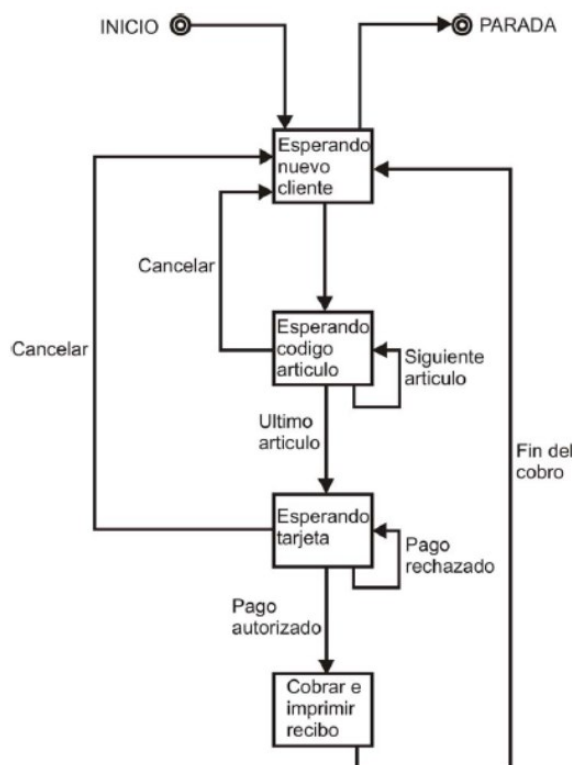 INICIO
PARADA
Esperando
nuevo
cliente
Cancelar
Esperando
codigo
articulo
Siguiente
articulo
Cancelar
Ultimo
articulo
Fin del
cobro
Esperando
tarjeta
Pago
rechazado
Pago
autorizado
Cobrar e
imprimir
recibo